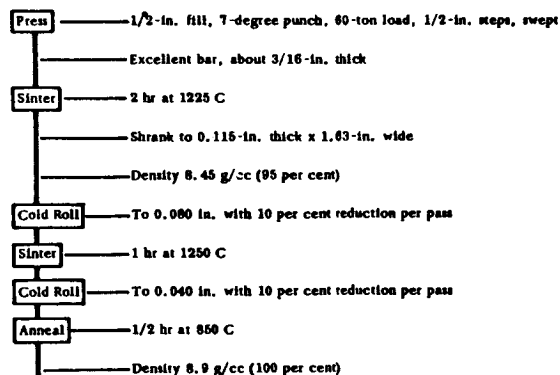 Press 1/2-in. fill, 7-degree punch, 60-ton load, 1/2-in. steps, swept
Excellent bar, about 3/16-in. thick
Sinter 2 hr at 1225 C
Shrank to 0.115-in. thick x 1.63-in. wide
Density 8.45 g/cc (95 per cent)
Cold Roll To 0.080 in. with 10 per cent reduction per pass
Sinter 1 hr at 1250 C
Cold Roll To 0.040 in. with 10 per cent reduction per pass
Anneal 1/2 hr at 850 C
Density 8.9 g/cc (100 per cent)